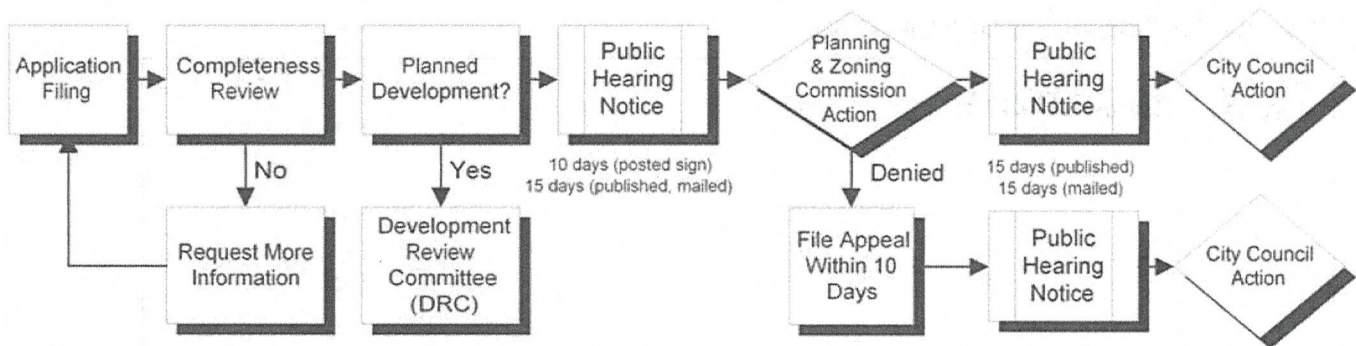 Application
Filing
Completeness
Review
Planned
Development?
Public
Hearing
Notice
Planning
& Zoning
Commission
Action
Public
Hearing
Notice
City Council
Action
No
Yes
10 days (posted sign)
15 days (published, mailed)
Denied
15 days (published)
15 days (mailed)
Request More
Information
Development
Review
Committee
(DRC)
File Appeal
Within 10
Days
Public
Hearing
Notice
City Council
Action